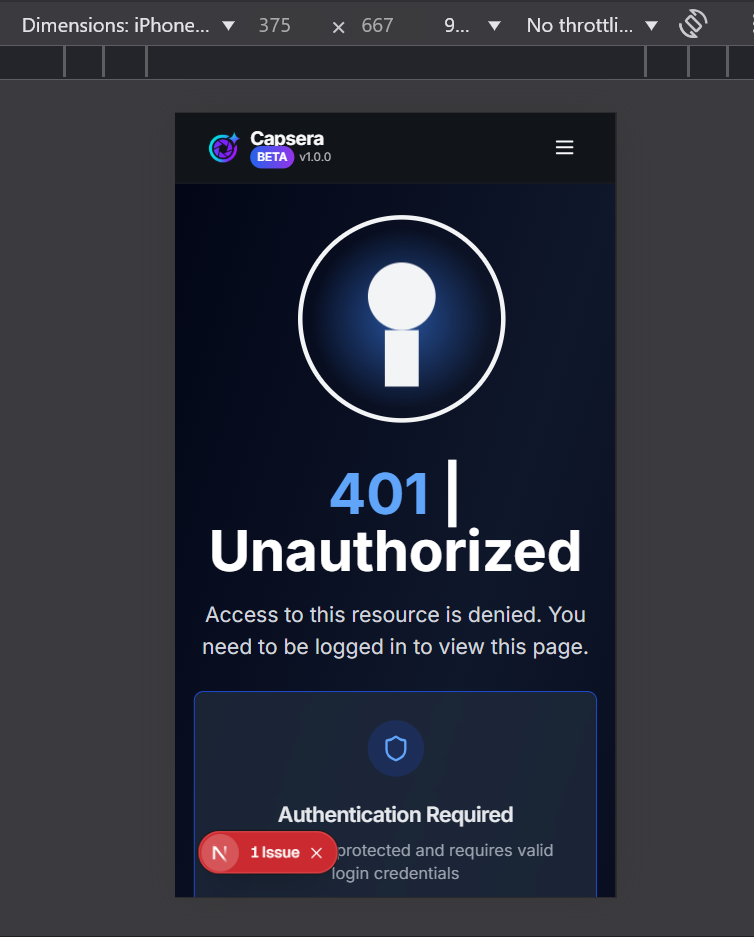 Dimensions: iPhone... 375 × 667 9... No throttli...
Capsera
BETA v1.0.0
401 |
Unauthorized
Access to this resource is denied. You
need to be logged in to view this page.
Authentication Required
protected and requires valid
login credentials
N 1 Issue ×